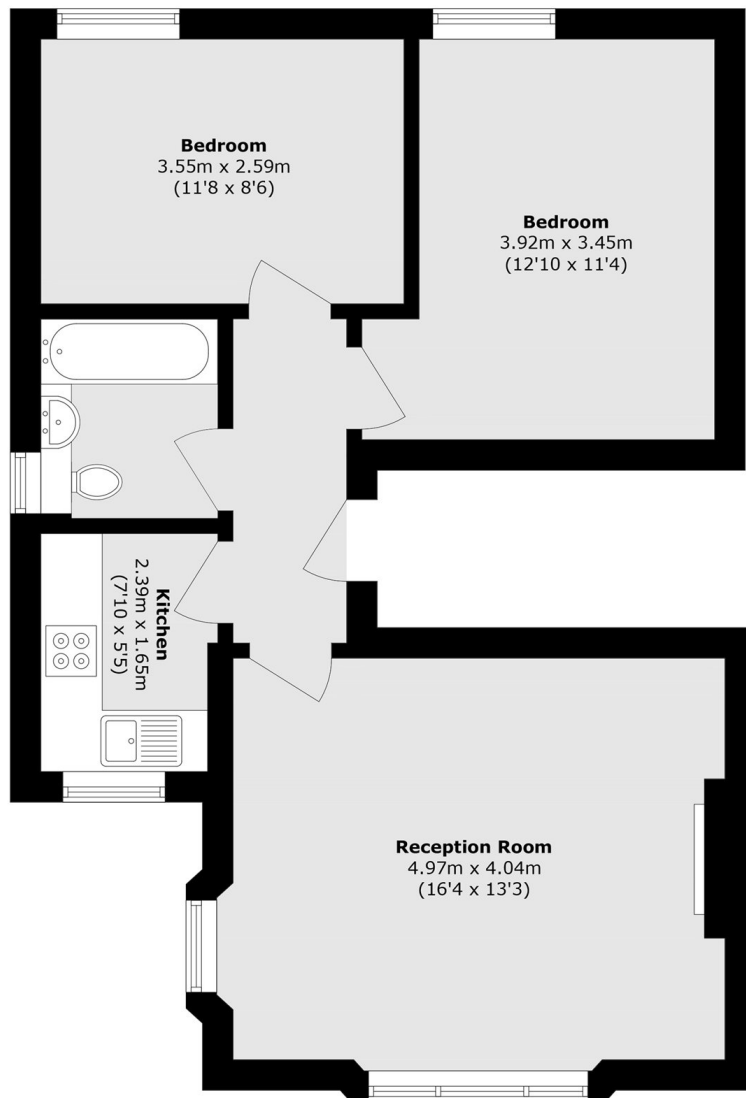 Bedroom
3.55m x 2.59m
(11'8 x 8'6)
Bedroom
3.92m x 3.45m
(12'10 x 11'4)
Kitchen
2.39m x 1.65m
(7'10 x 5'5)
Reception Room
4.97m x 4.04m
(16'4 x 13'3)